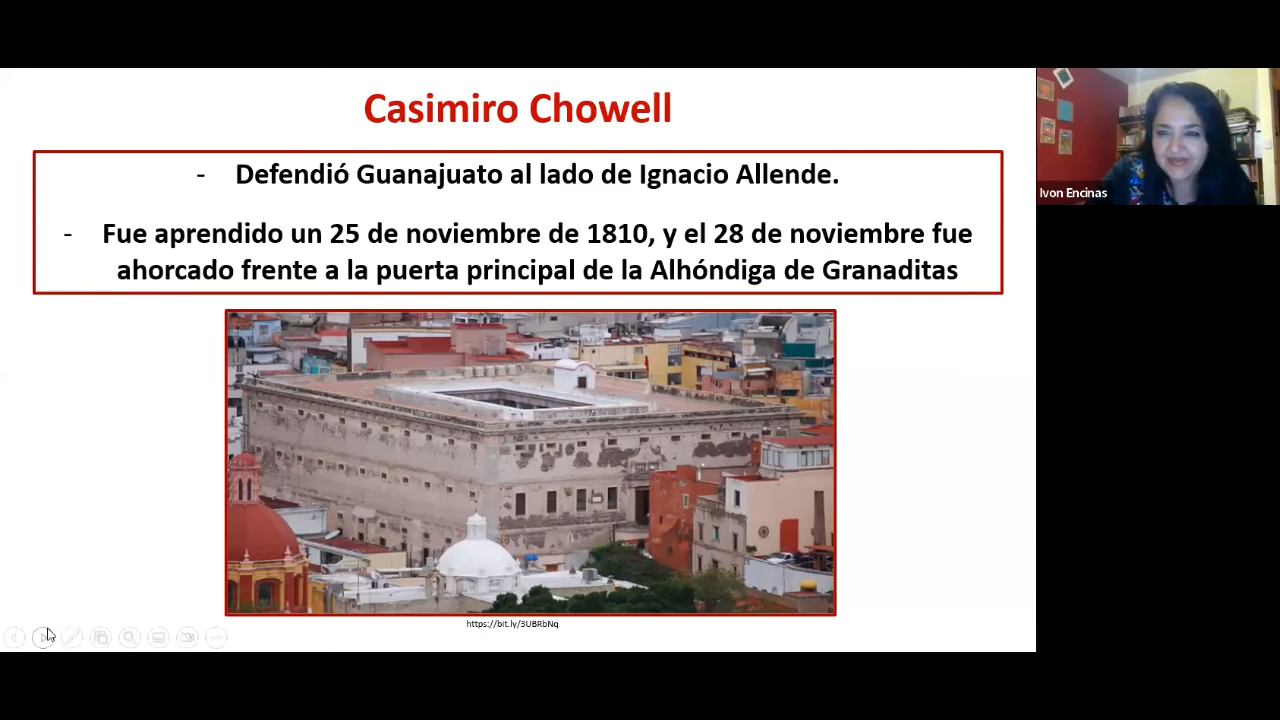 Casimiro Chowell
- Defendió Guanajuato al lado de Ignacio Allende.
- Fue aprendido un 25 de noviembre de 1810, y el 28 de noviembre fue
ahorcado frente a la puerta principal de la Alhóndiga de Granaditas
https://bit.ly/3UBRbNq
Ivon Encinas